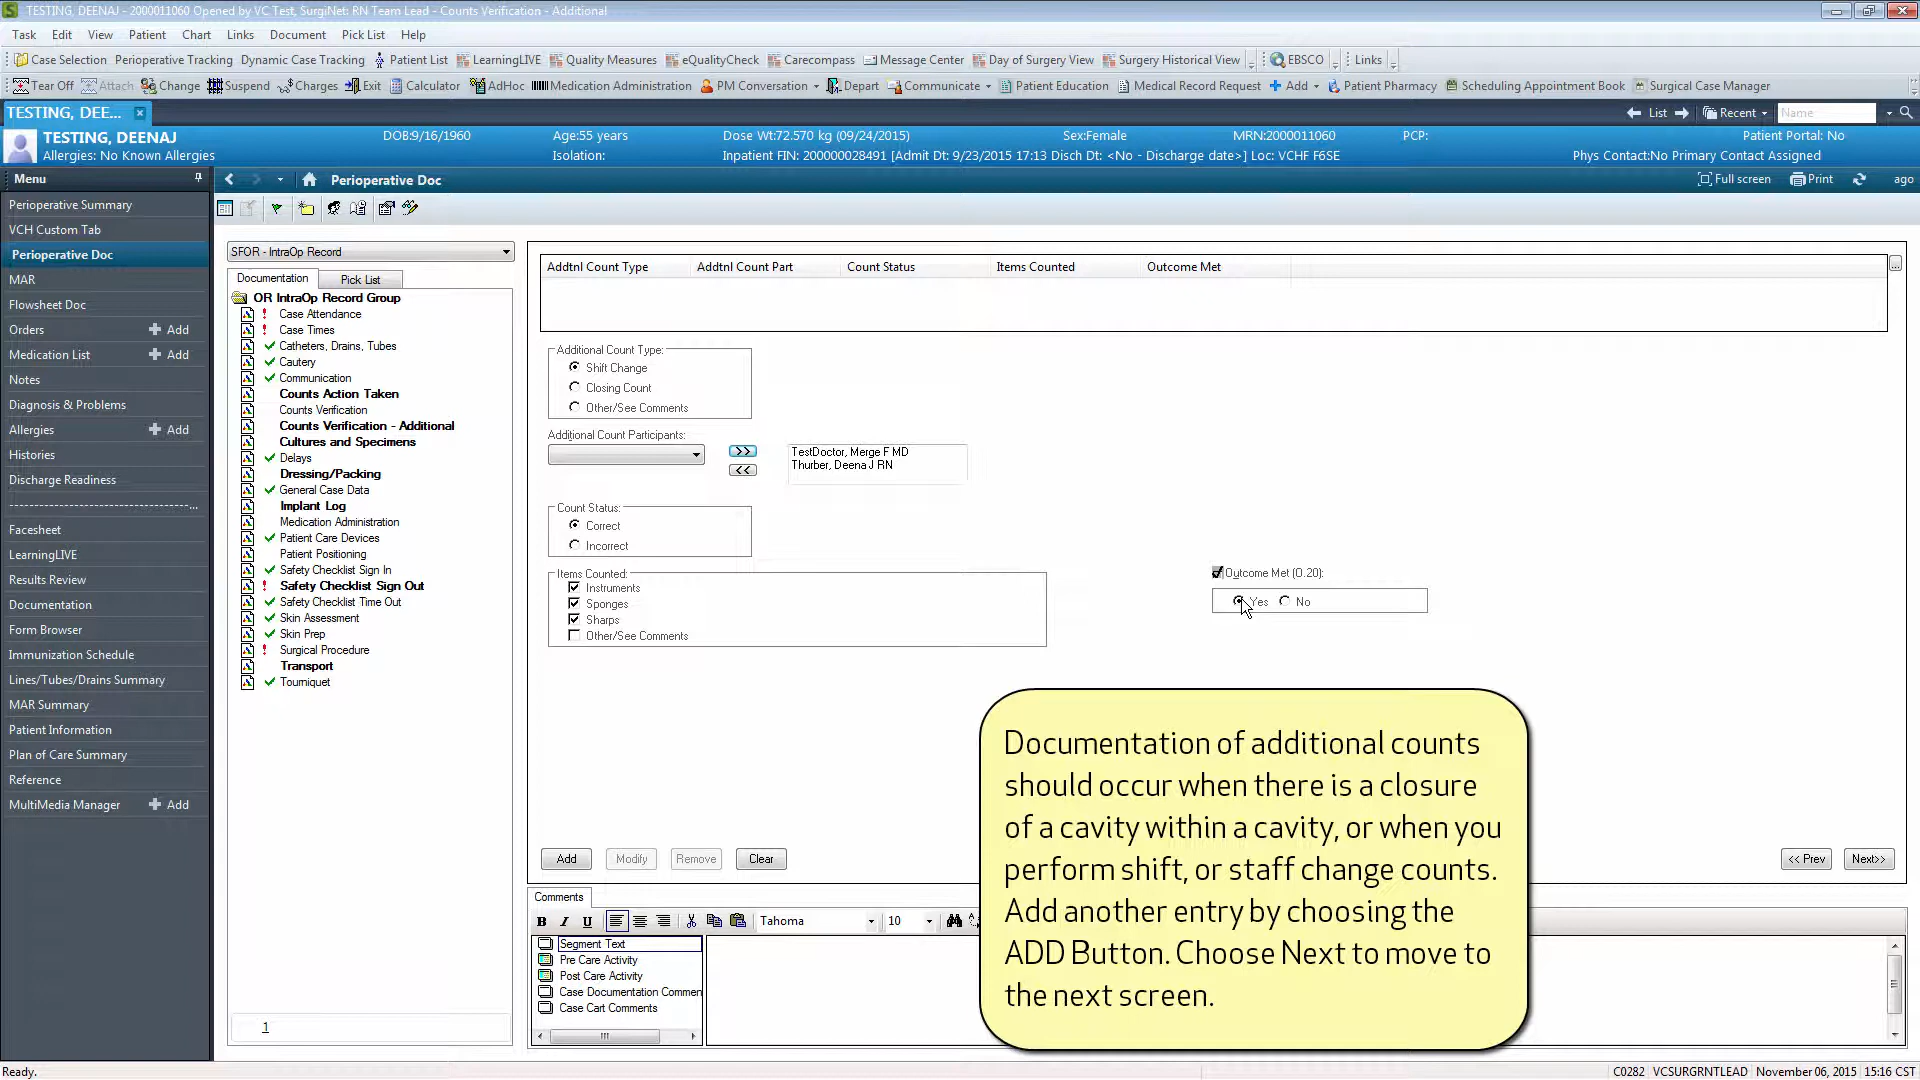 TESTING, DEENAJ - 2000011060 Opened by VC Test, SurgiNet: RN Team Lead - Counts Verification - Additional
Task Edit View Patient Chart Links Document Pick List Help
Case Selection Perioperative Tracking Dynamic Case Tracking Patient List LearningLIVE Quality Measures eQualityCheck Carecompass Message Center Day of Surgery View Surgery Historical View EBSCO Links
Tear Off Attach Change Suspend Charges Exit Calculator AdHoc Medication Administration PM Conversation Depart Communicate Patient Education Medical Record Request Add Patient Pharmacy Scheduling Appointment Book Surgical Case Manager
TESTING, DEE... List Recent Name
TESTING, DEENAJ DOB:9/16/1960 Age:55 years Dose Wt:72.570 kg (09/24/2015) Sex:Female MRN:2000011060 PCP: Patient Portal: No
Allergies: No Known Allergies Isolation: Inpatient FIN: 200000028491 [Admit Dt: 9/23/2015 17:13 Disch Dt: <No - Discharge date>] Loc: VCHF F6SE Phys Contact:No Primary Contact Assigned
Menu
Perioperative Doc Full screen Print ago
Perioperative Summary
VCH Custom Tab
Perioperative Doc
MAR
Flowsheet Doc
Orders Add
Medication List Add
Notes
Diagnosis & Problems
Allergies Add
Histories
Discharge Readiness
Facesheet
LearningLIVE
Results Review
Documentation
Form Browser
Immunization Schedule
Lines/Tubes/Drains Summary
MAR Summary
Patient Information
Plan of Care Summary
Reference
MultiMedia Manager Add
SFOR - IntraOp Record
Documentation Pick List
OR IntraOp Record Group
Case Attendance
Case Times
Catheters, Drains, Tubes
Cautery
Communication
Counts Action Taken
Counts Verification
Counts Verification - Additional
Cultures and Specimens
Delays
Dressing/Packing
General Case Data
Implant Log
Medication Administration
Patient Care Devices
Patient Positioning
Safety Checklist Sign In
Safety Checklist Sign Out
Safety Checklist Time Out
Skin Assessment
Skin Prep
Surgical Procedure
Transport
Tourniquet
1
Addtnl Count Type Addtnl Count Part Count Status Items Counted Outcome Met
...
Additional Count Type:
Shift Change
Closing Count
Other/See Comments
Additional Count Participants:
>>
<<
TestDoctor, Merge F MD
Thurber, Deena J RN
Count Status:
Correct
Incorrect
Items Counted:
Instruments
Sponges
Sharps
Other/See Comments
Outcome Met (O.20):
Yes No
Add Modify Remove Clear << Prev Next>>
Comments
B I U Tahoma 10
Segment Text
Pre Care Activity
Post Care Activity
Case Documentation Commen
Case Cart Comments
Documentation of additional counts
should occur when there is a closure
of a cavity within a cavity, or when you
perform shift, or staff change counts.
Add another entry by choosing the
ADD Button. Choose Next to move to
the next screen.
Ready. C0282 VCSURGRNTLEAD November 06, 2015 15:16 CST